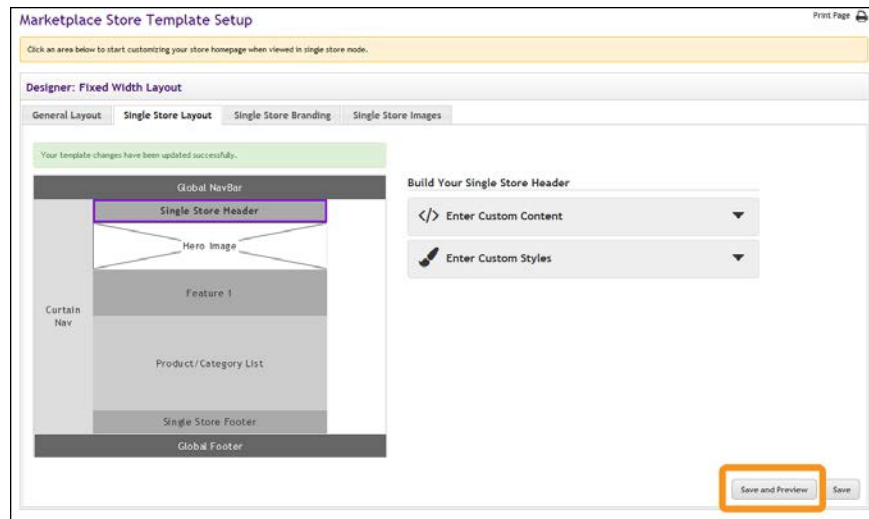 Marketplace Store Template Setup
Print Page
Click an area below to start customizing your store homepage when viewed in single store mode.
Designer: Fixed Width Layout
General Layout Single Store Layout Single Store Branding Single Store Images
Your template changes have been updated successfully.
Global NavBar
Single Store Header
Hero Image
Feature 1
Curtain
Nav
Product/Category List
Single Store Footer
Global Footer
Build Your Single Store Header
</> Enter Custom Content
Enter Custom Styles
Save and Preview Save